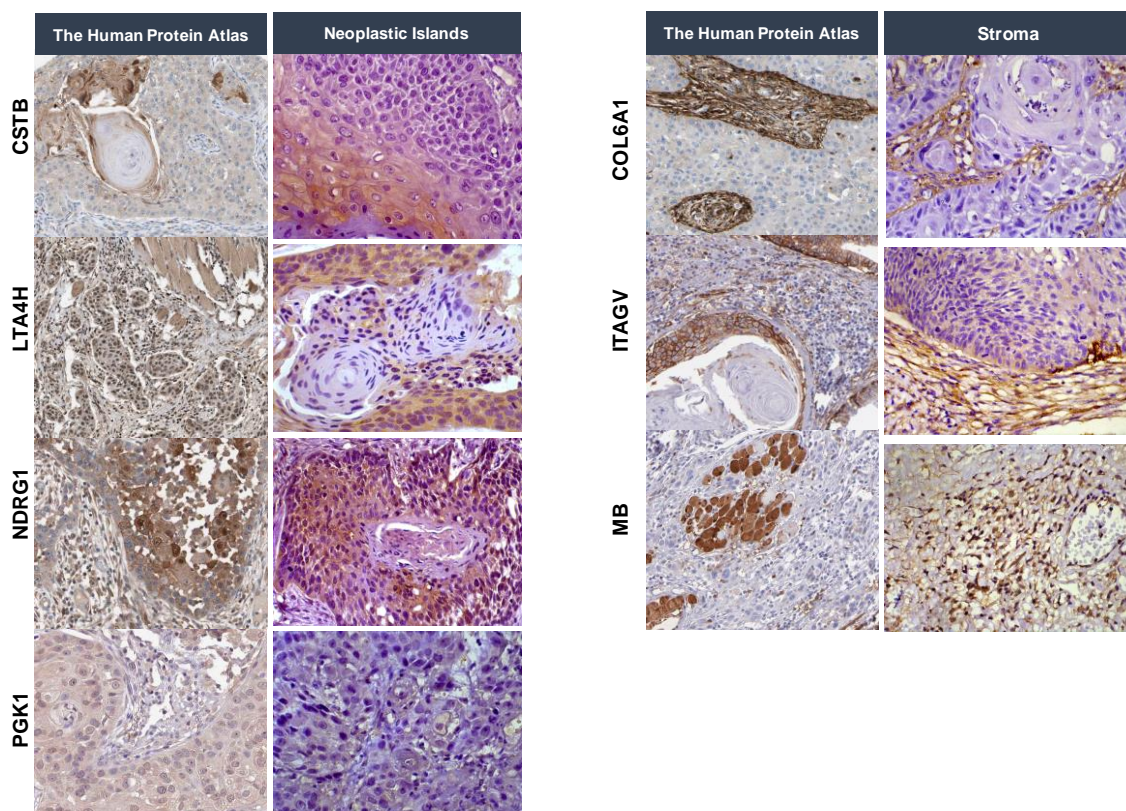 The Human Protein Atlas
Neoplastic Islands
CSTB
LTA4H
NDRG1
PGK1
The Human Protein Atlas
Stroma
COL6A1
ITAGV
MB